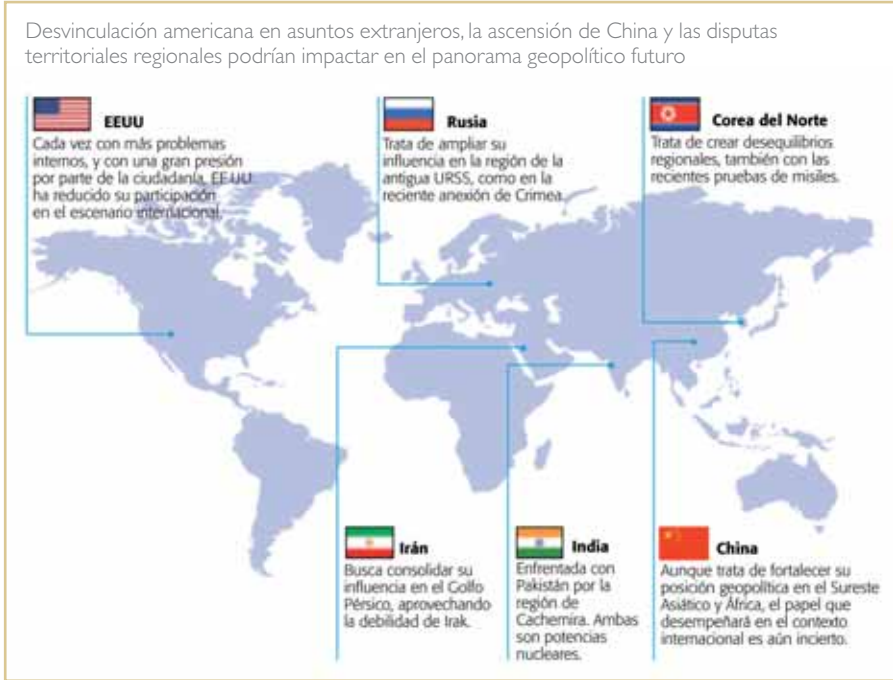 Desvinculación americana en asuntos extranjeros, la ascensión de China y las disputas
territoriales regionales podrían impactar en el panorama geopolítico futuro
EEUU
Cada vez con más problemas
internos, y con una gran presión
por parte de la ciudadanía, EEUU
ha reducido su participación
en el escenario internacional.
Rusia
Trata de ampliar su
influencia en la región de la
antigua URSS, como en la
reciente anexión de Crimea.
Corea del Norte
Trata de crear desequilibrios
regionales, también con las
recientes pruebas de misiles.
Irán
Busca consolidar su
influencia en el Golfo
Pérsico, aprovechando
la debilidad de Irak.
India
Enfrentada con
Pakistán por la
región de
Cachemira. Ambas
son potencias
nucleares.
China
Aunque trata de fortalecer su
posición geopolítica en el Sureste
Asiático y África, el papel que
desempeñará en el contexto
internacional es aún incierto.